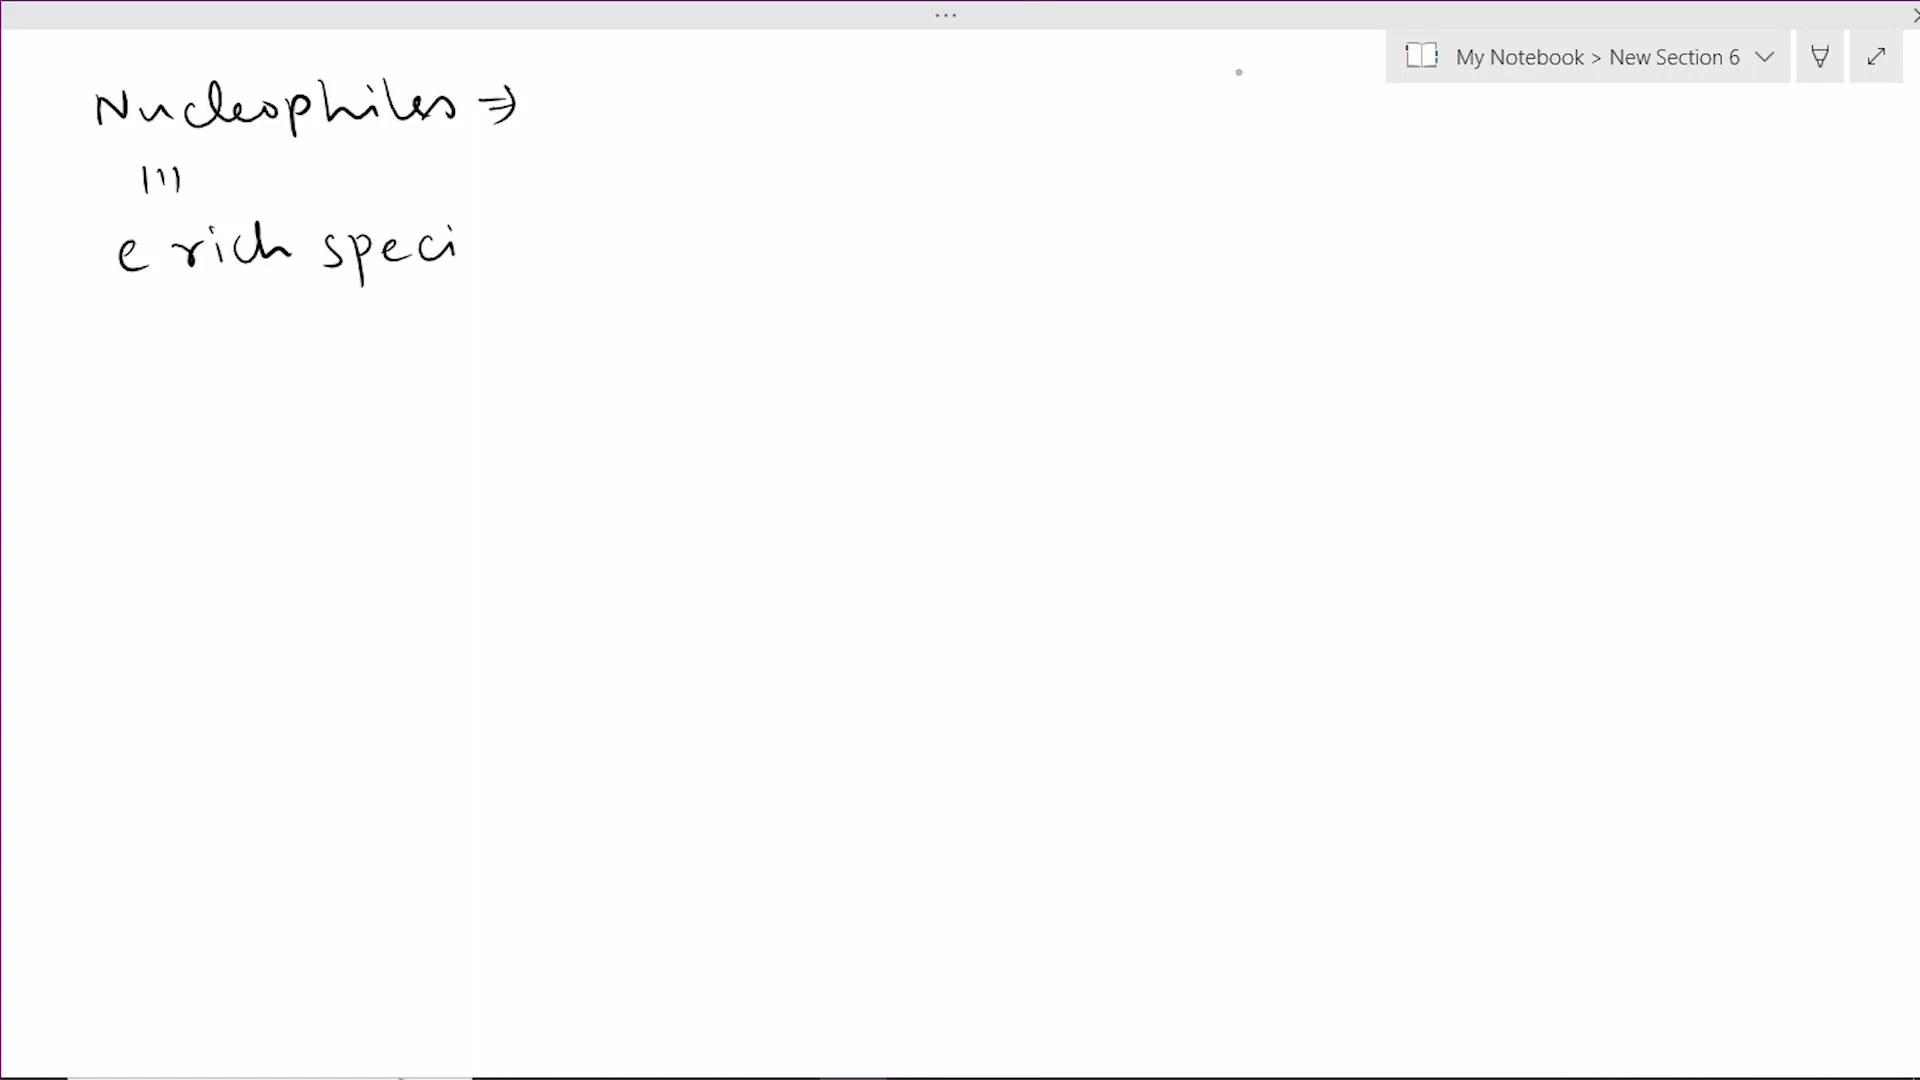 ...
My Notebook > New Section 6
Nucleophiles ⇒
|||
e rich speci